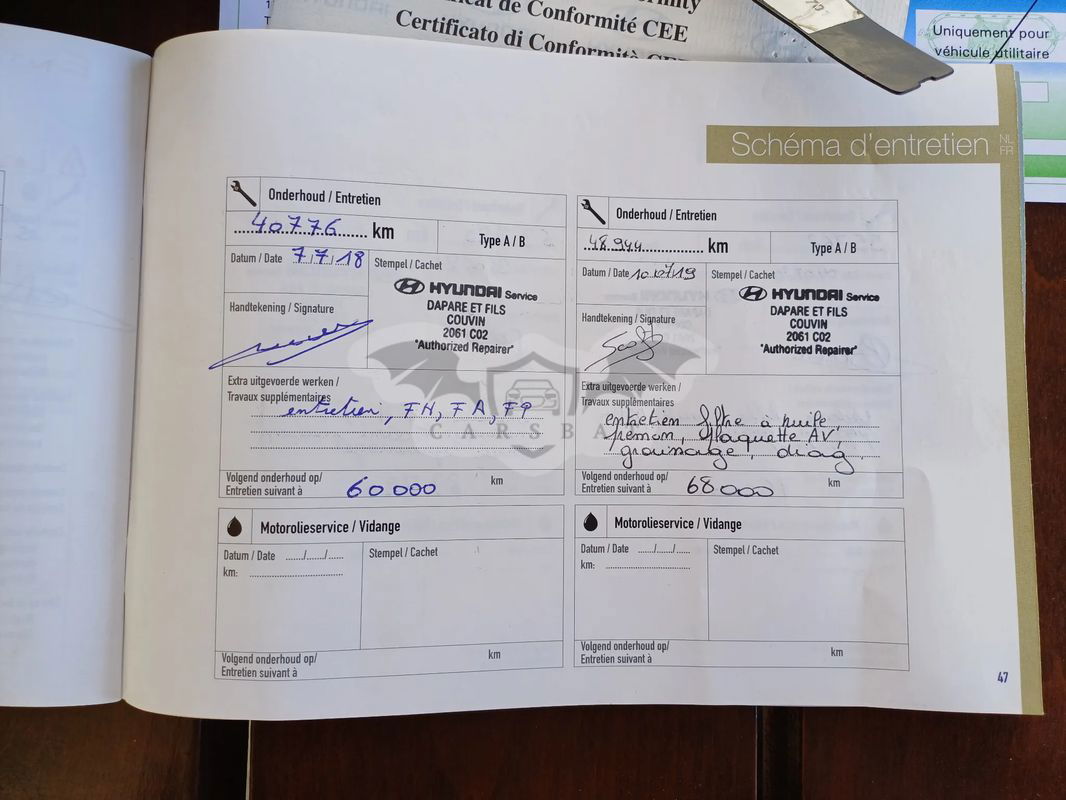 de Conformité CEE
Certificato di Conformità
Uniquement pour
véhicule utilitaire
Schéma d'entretien
NL
FR
Onderhoud / Entretien
40776 km
Type A / B
Datum / Date 7/7/18
Stempel / Cachet
HYUNDAI Service
DAPARE ET FILS
COUVIN
2061 C02
"Authorized Repairer"
Handtekening / Signature
Extra uitgevoerde werken /
Travaux supplémentaires
entretien, FH, FA, FP
Volgend onderhoud op/
Entretien suivant à
60000 km
Onderhoud / Entretien
48.944 km
Type A / B
Datum / Date 10/07/19
Stempel / Cachet
HYUNDAI Service
DAPARE ET FILS
COUVIN
2061 C02
"Authorized Repairer"
Handtekening / Signature
Extra uitgevoerde werken /
Travaux supplémentaires
entretien filtre à huile,
plaquette AV,
graissage, diag
Volgend onderhoud op/
Entretien suivant à
68000 km
CARSBA
Motorolieservice / Vidange
Datum / Date ...../...../.....
Stempel / Cachet
km:
Volgend onderhoud op/
Entretien suivant à
km
Motorolieservice / Vidange
Datum / Date ...../...../.....
Stempel / Cachet
km:
Volgend onderhoud op/
Entretien suivant à
km
47